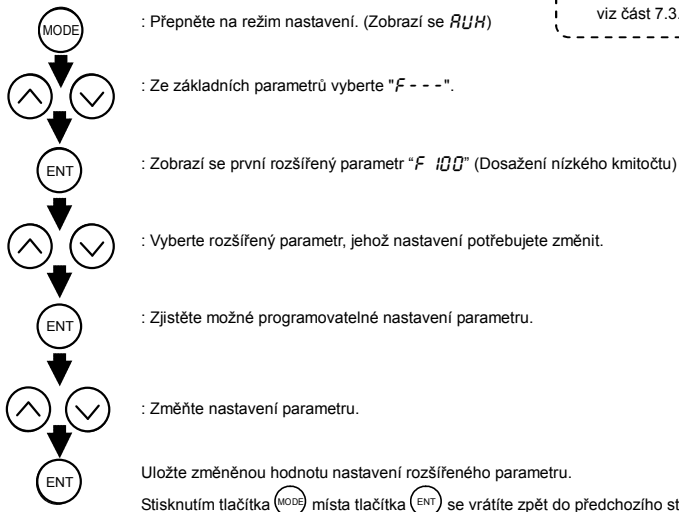 viz část 7.3.
MODE : Přepněte na režim nastavení. (Zobrazí se AUH)
: Ze základních parametrů vyberte "F - - -".
ENT : Zobrazí se první rozšířený parametr “F 100” (Dosažení nízkého kmitočtu)
: Vyberte rozšířený parametr, jehož nastavení potřebujete změnit.
ENT : Zjistěte možné programovatelné nastavení parametru.
: Změňte nastavení parametru.
ENT Uložte změněnou hodnotu nastavení rozšířeného parametru.
Stisknutím tlačítka MODE místa tlačítka ENT se vrátíte zpět do předchozího